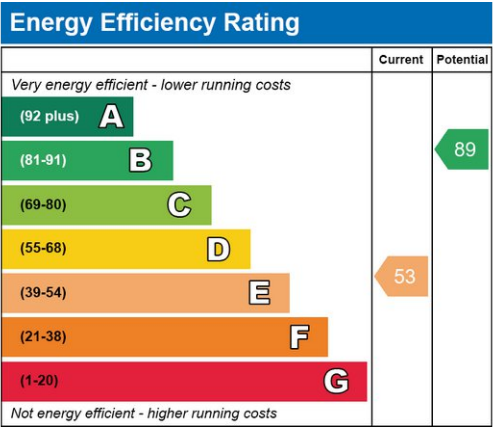 Energy Efficiency Rating
Current Potential
Very energy efficient - lower running costs
(92 plus) A
(81-91) B
89
(69-80) C
(55-68) D
(39-54) E
53
(21-38) F
(1-20) G
Not energy efficient - higher running costs